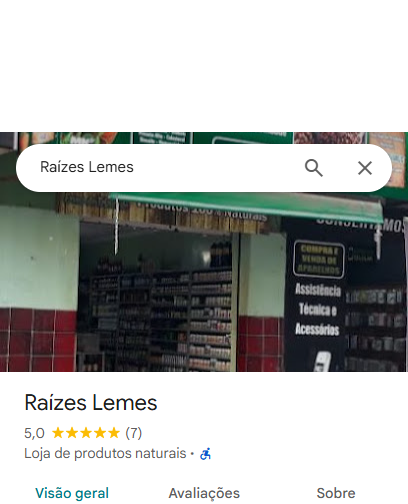 Raízes Lemes
Produtos 100% Naturais
CONSERTAMOS
COMPRA E
VENDA DE
APARELHOS
Assistência
Técnica e
Acessórios
Raízes Lemes
5,0 (7)
Loja de produtos naturais ·
Visão geral Avaliações Sobre